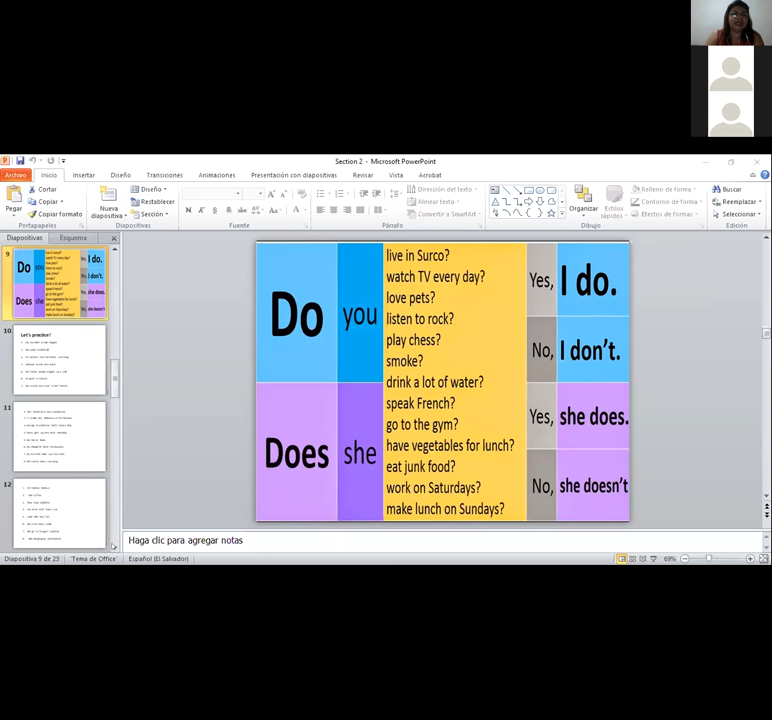 Section 2 - Microsoft PowerPoint
Archivo Inicio Insertar Diseño Transiciones Animaciones Presentación con diapositivas Revisar Vista Acrobat
Pegar
Cortar
Copiar
Copiar formato
Portapapeles
Nueva diapositiva
Diseño
Restablecer
Sección
Diapositivas
Fuente
Dirección del texto
Alinear texto
Convertir a SmartArt
Párrafo
Organizar
Estilos rápidos
Relleno de forma
Contorno de forma
Efectos de formas
Dibujo
Buscar
Reemplazar
Seleccionar
Edición
Diapositivas Esquema
9
10
Let's practice!
11
12
Do you
Does she
live in Surco?
watch TV every day?
love pets?
listen to rock?
play chess?
smoke?
drink a lot of water?
speak French?
go to the gym?
have vegetables for lunch?
eat junk food?
work on Saturdays?
make lunch on Sundays?
Yes, I do.
No, I don't.
Yes, she does.
No, she doesn't
Haga clic para agregar notas
Diapositiva 9 de 23 "Tema de Office" Español (El Salvador) 69%